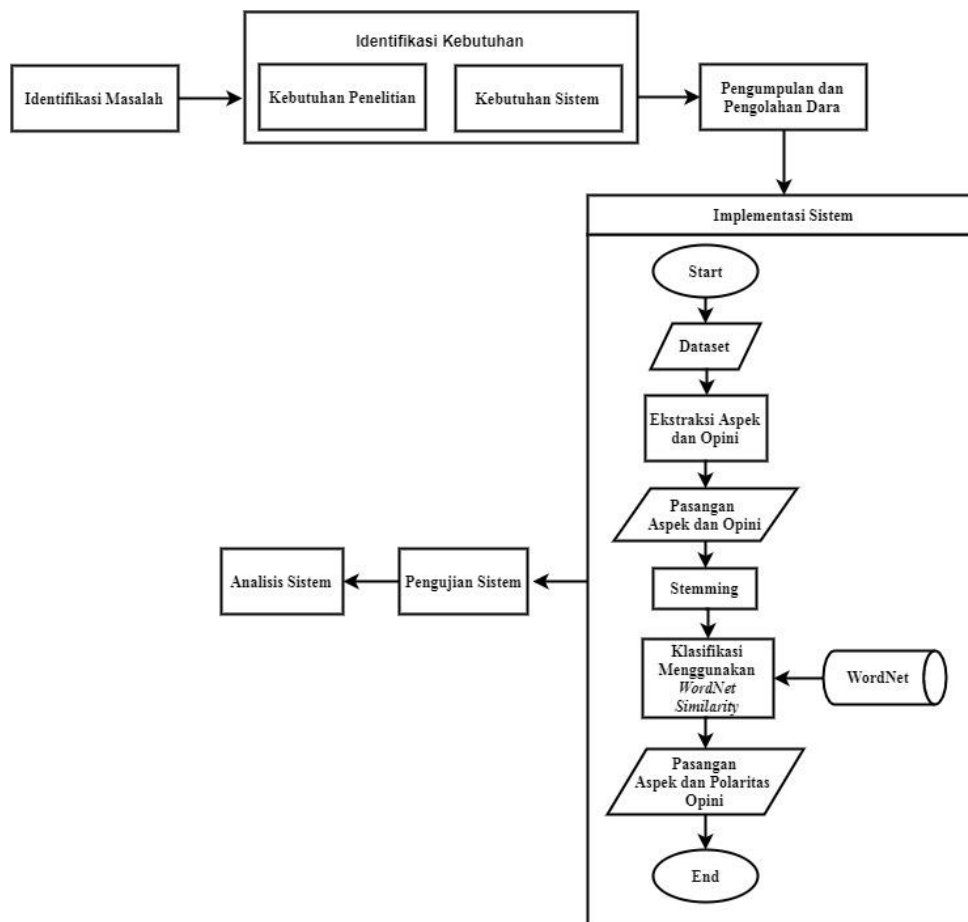 Identifikasi Kebutuhan
Identifikasi Masalah
Kebutuhan Penelitian
Kebutuhan Sistem
Pengumpulan dan
Pengolahan Dara
Implementasi Sistem
Start
Dataset
Ekstraksi Aspek
dan Opini
Pasangan
Aspek dan Opini
Analisis Sistem
Pengujian Sistem
Stemming
Klasifikasi
Menggunakan
WordNet
Similarity
WordNet
Pasangan
Aspek dan Polaritas
Opini
End